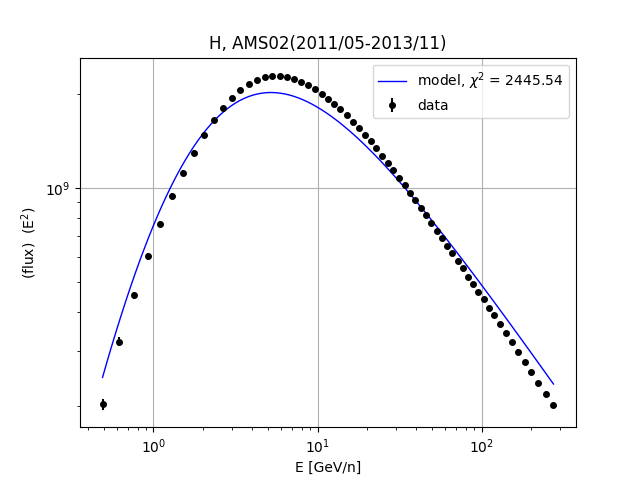 H, AMS02(2011/05-2013/11)
model, χ² = 2445.54
data
10⁹
(flux) (E²)
10⁰ 10¹ 10²
E [GeV/n]